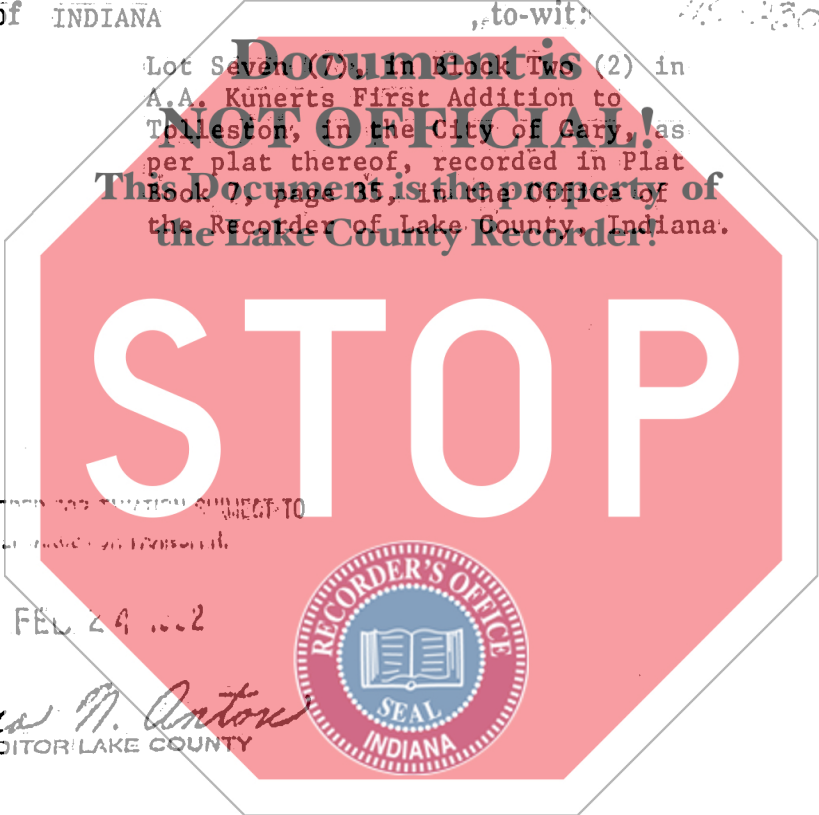 of INDIANA , to-wit:
Document is
Lot Seven (7), in Block Two (2) in
A.A. Kunerts First Addition to
NOT OFFICIAL!
Tolleston, in the City of Gary, as
per plat thereof, recorded in Plat
This Document is the property of
Book 7, page 35, in the Office of
the Recorder of Lake County, Indiana.
the Lake County Recorder!
STOP
SUBJECT TO
FEB 24
RECORDER'S OFFICE
SEAL
INDIANA
N. Anton
LAKE COUNTY